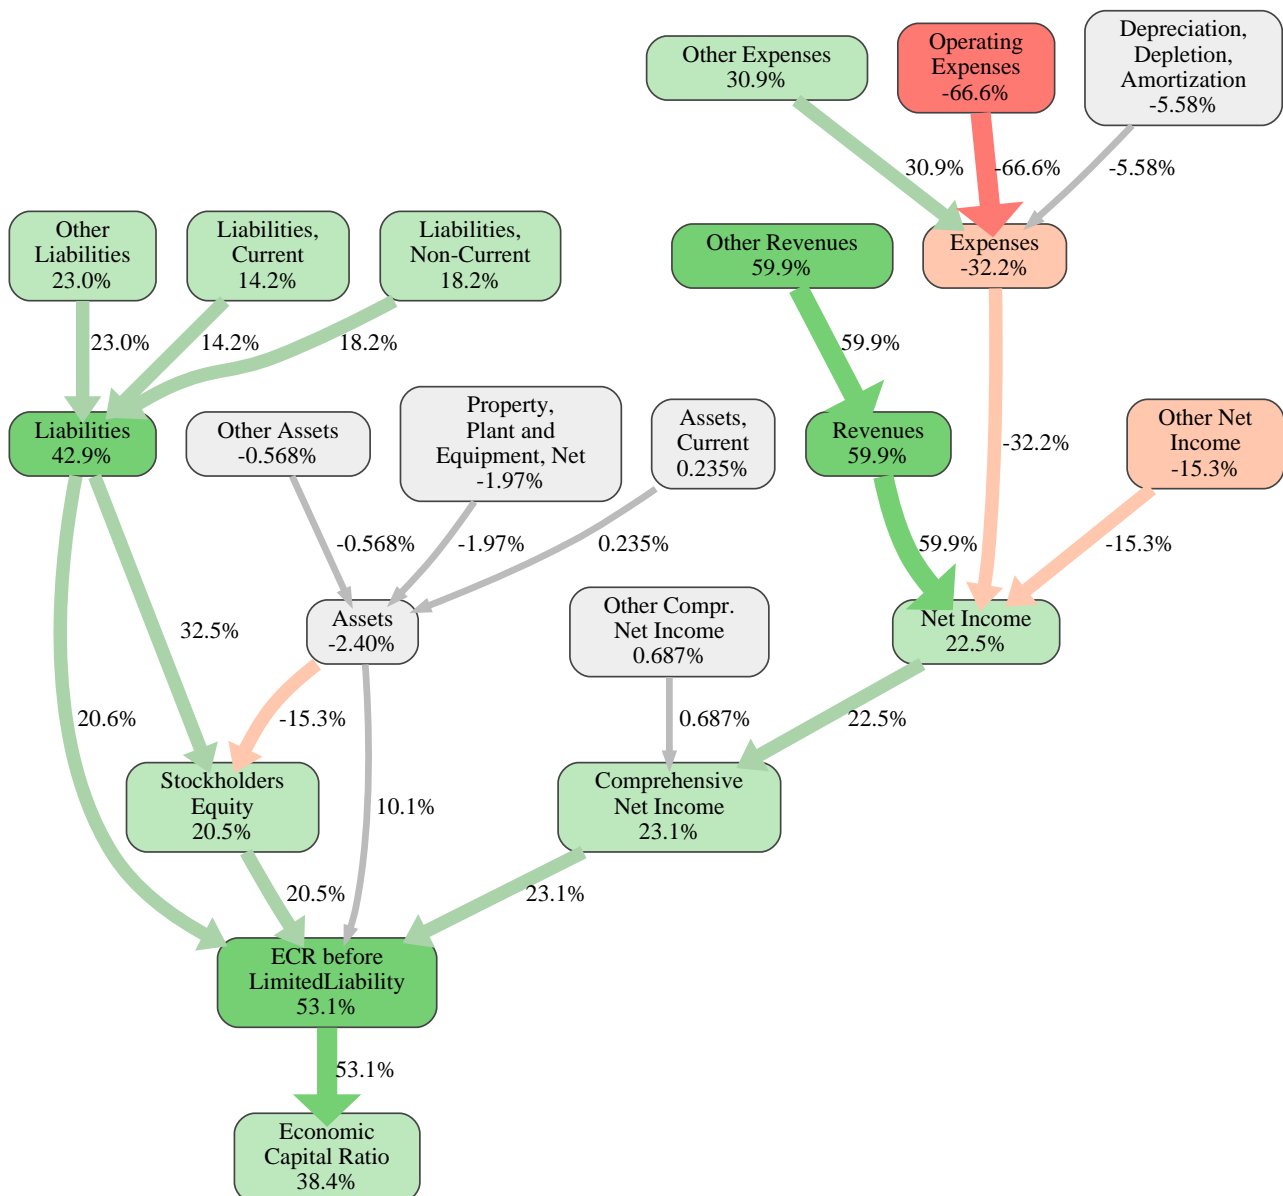 Other Expenses
30.9%
Operating
Expenses
-66.6%
Depreciation,
Depletion,
Amortization
-5.58%
30.9%
-66.6%
-5.58%
Other
Liabilities
23.0%
Liabilities,
Current
14.2%
Liabilities,
Non-Current
18.2%
Other Revenues
59.9%
Expenses
-32.2%
23.0%
14.2%
18.2%
59.9%
Liabilities
42.9%
Other Assets
-0.568%
Property,
Plant and
Equipment, Net
-1.97%
Assets,
Current
0.235%
Revenues
59.9%
-32.2%
Other Net
Income
-15.3%
-0.568%
-1.97%
0.235%
59.9%
-15.3%
32.5%
Assets
-2.40%
Other Compr.
Net Income
0.687%
Net Income
22.5%
20.6%
-15.3%
0.687%
22.5%
Stockholders
Equity
20.5%
10.1%
Comprehensive
Net Income
23.1%
20.5%
23.1%
ECR before
LimitedLiability
53.1%
53.1%
Economic
Capital Ratio
38.4%